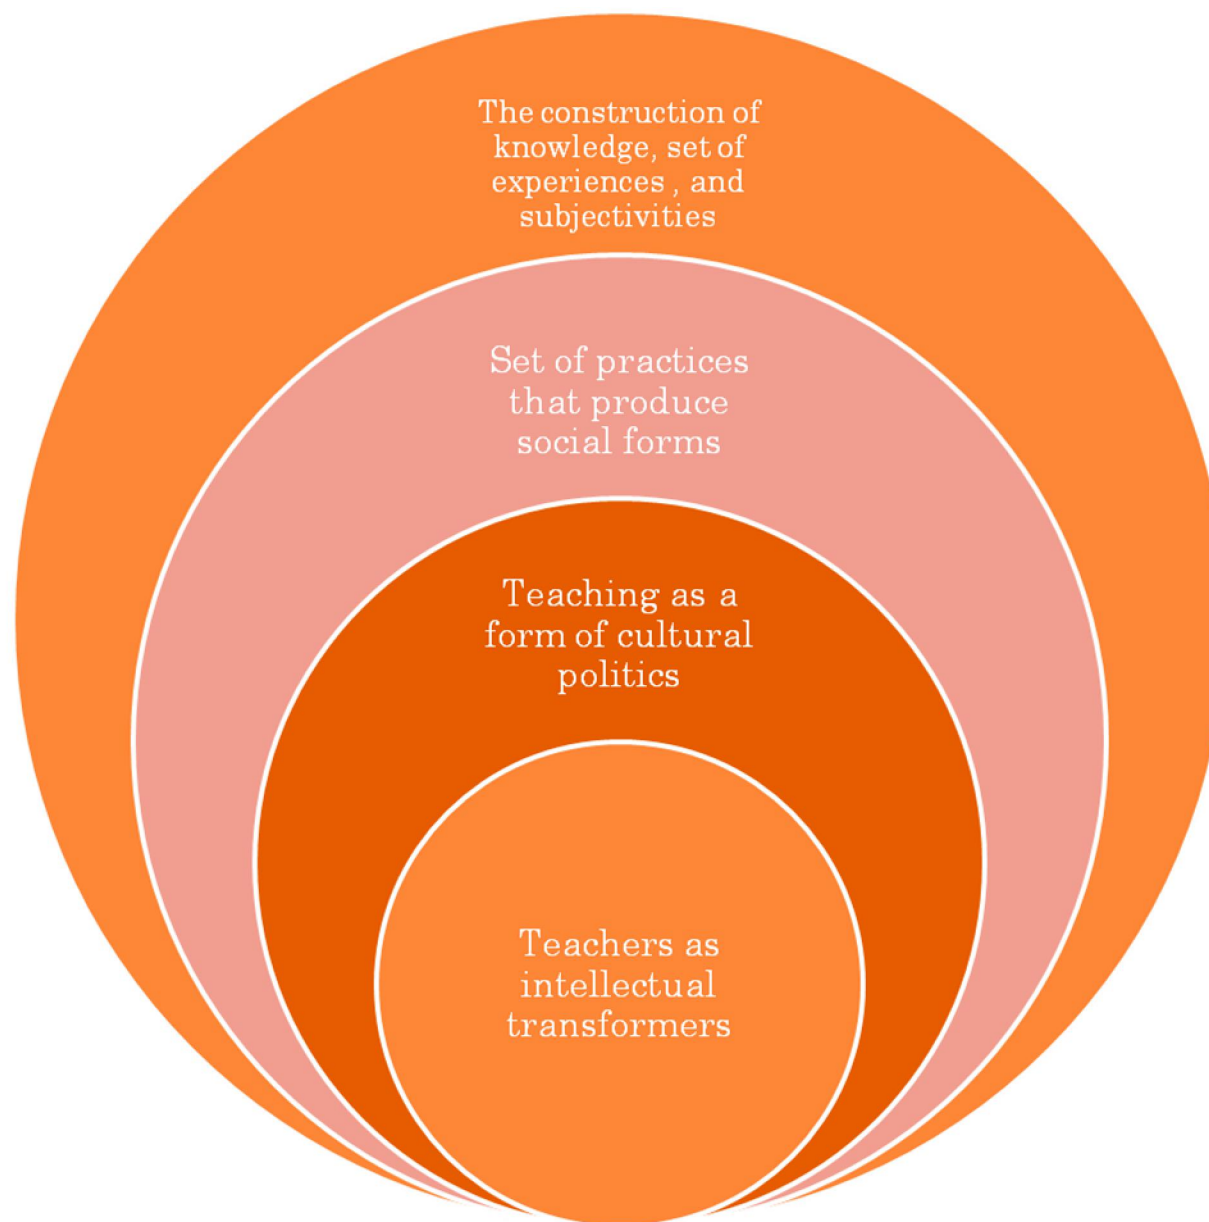 The construction of
knowledge, set of
experiences , and
subjectivities
Set of practices
that produce
social forms
Teaching as a
form of cultural
politics
Teachers as
intellectual
transformers